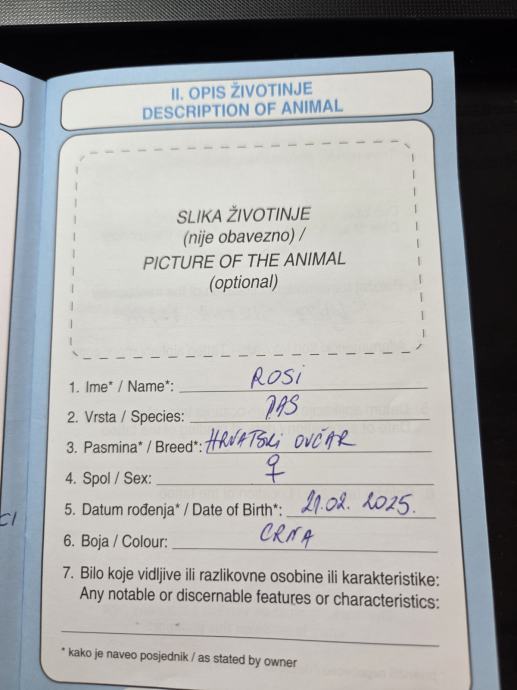 II. OPIS ŽIVOTINJE
DESCRIPTION OF ANIMAL
SLIKA ŽIVOTINJE
(nije obavezno) /
PICTURE OF THE ANIMAL
(optional)
1. Ime* / Name*: ROSI
2. Vrsta / Species: PAS
3. Pasmina* / Breed*: HRVATSKI OVČAR
4. Spol / Sex: ♀
5. Datum rođenja* / Date of Birth*: 21.02. 2025.
6. Boja / Colour: CRNA
7. Bilo koje vidljive ili razlikovne osobine ili karakteristike:
Any notable or discernable features or characteristics:
* kako je naveo posjednik / as stated by owner